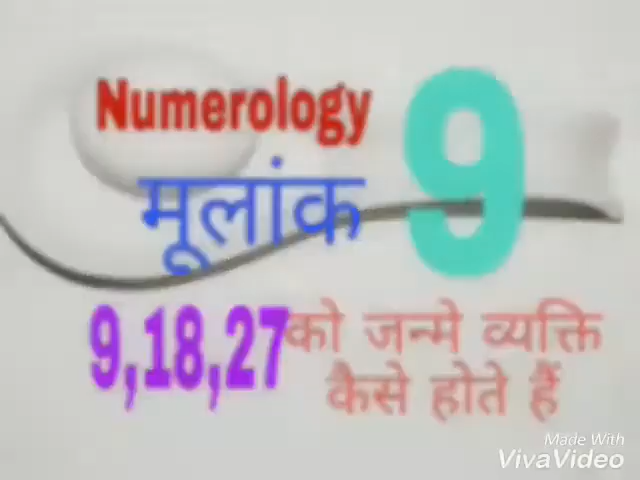 Numerology
मूलांक 9
9,18,27 को जन्मे व्यक्ति
कैसे होते हैं
Made With
VivaVideo